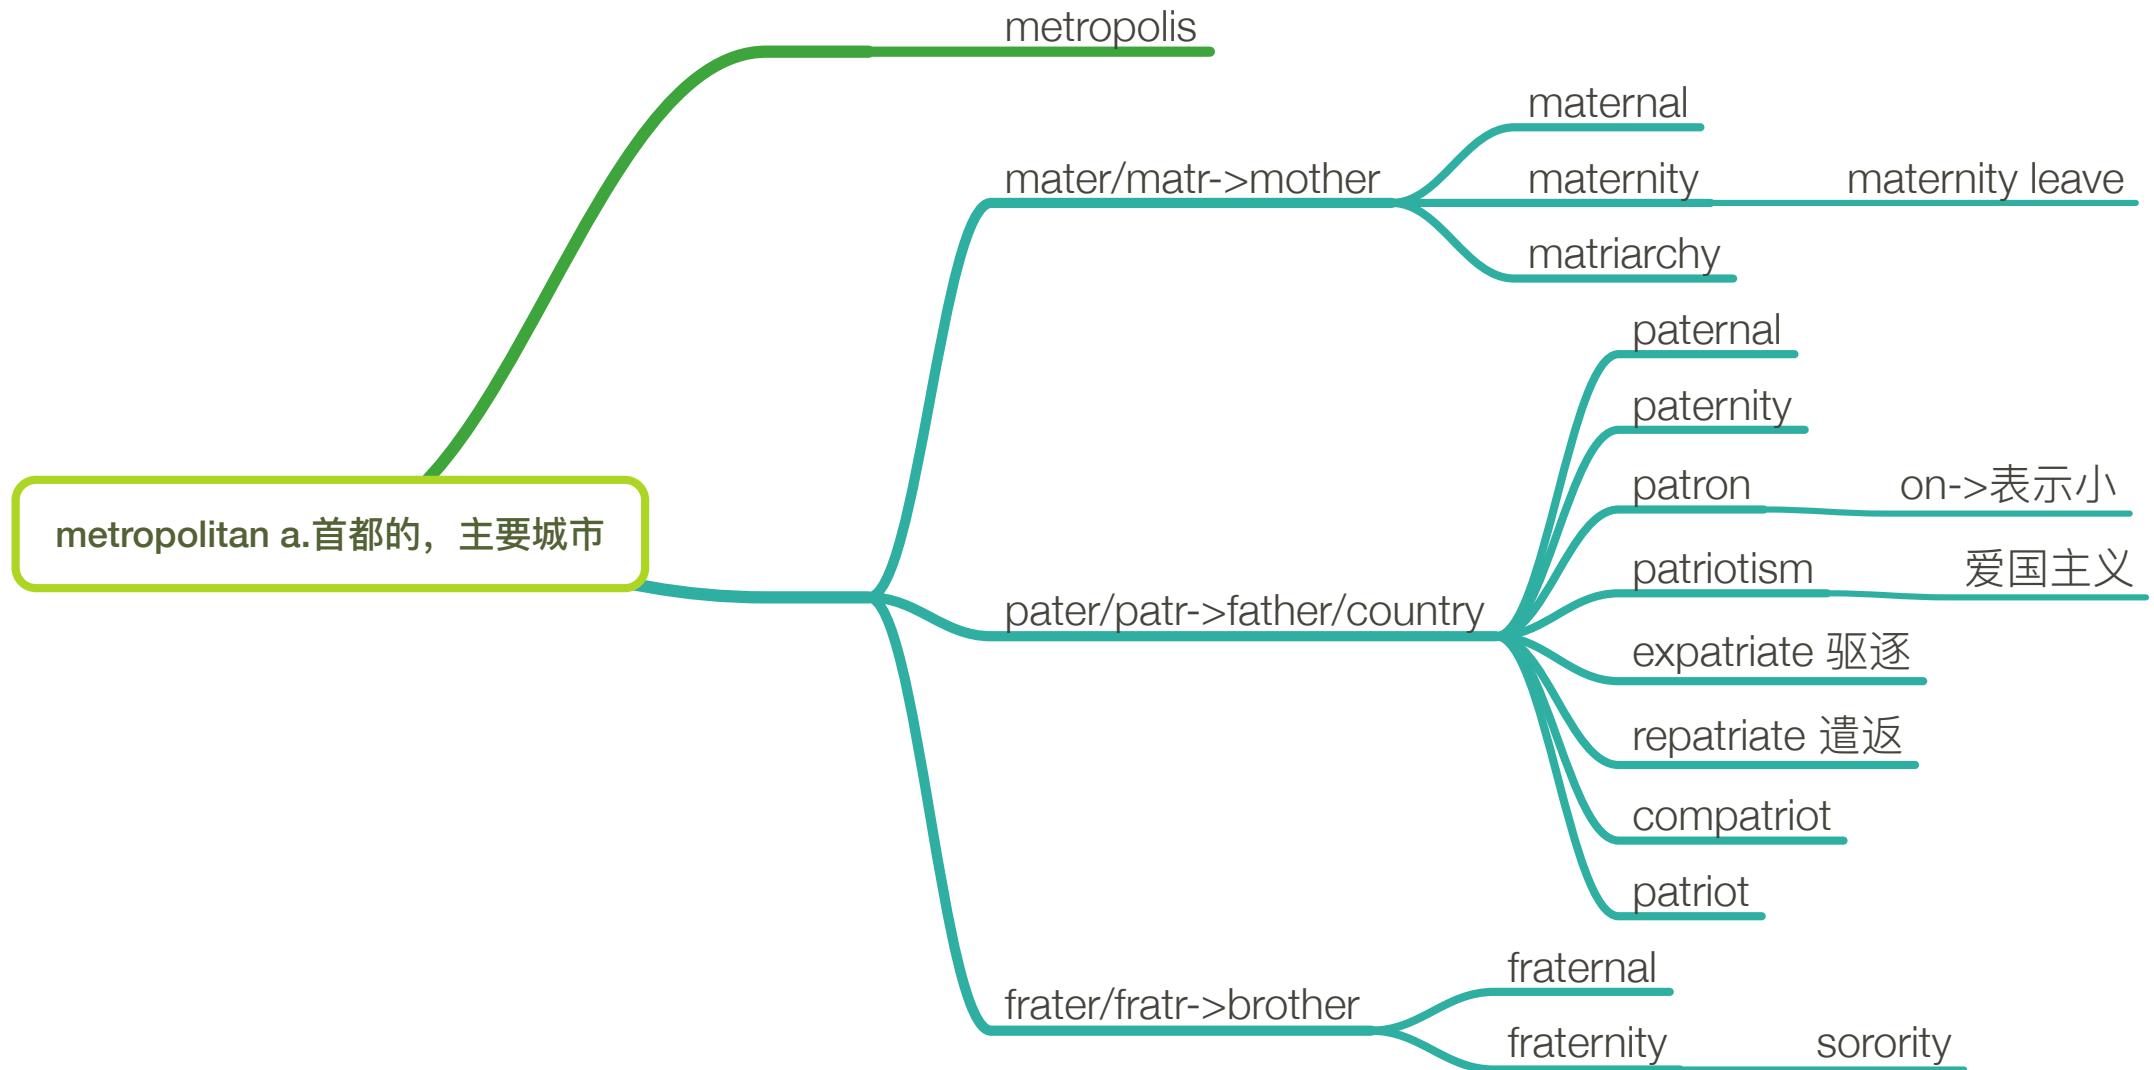 metropolitan a.首都的，主要城市
metropolis
mater/matr->mother
maternal
maternity
maternity leave
matriarchy
pater/patr->father/country
paternal
paternity
patron
on->表示小
patriotism
爱国主义
expatriate 驱逐
repatriate 遣返
compatriot
patriot
frater/fratr->brother
fraternal
fraternity
sorority